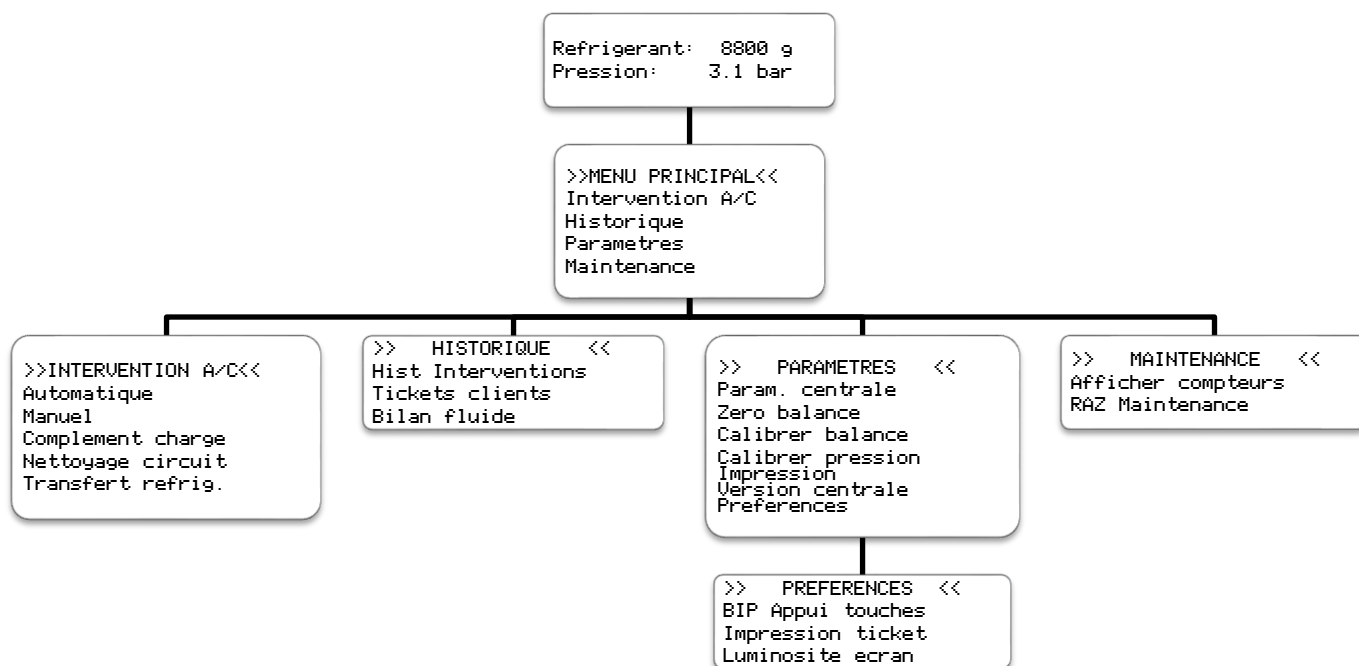 Refrigerant:  8800 g
Pression:    3.1 bar
>>MENU PRINCIPAL<<
Intervention A/C
Historique
Parametres
Maintenance
>>INTERVENTION A/C<<
Automatique
Manuel
Complement charge
Nettoyage circuit
Transfert refrig.
>>   HISTORIQUE   <<
Hist Interventions
Tickets clients
Bilan fluide
>>   PARAMETRES   <<
Param. centrale
Zero balance
Calibrer balance
Calibrer pression
Impression
Version centrale
Preferences
>>   MAINTENANCE   <<
Afficher compteurs
RAZ Maintenance
>>   PREFERENCES  <<
BIP Appui touches
Impression ticket
Luminosite ecran